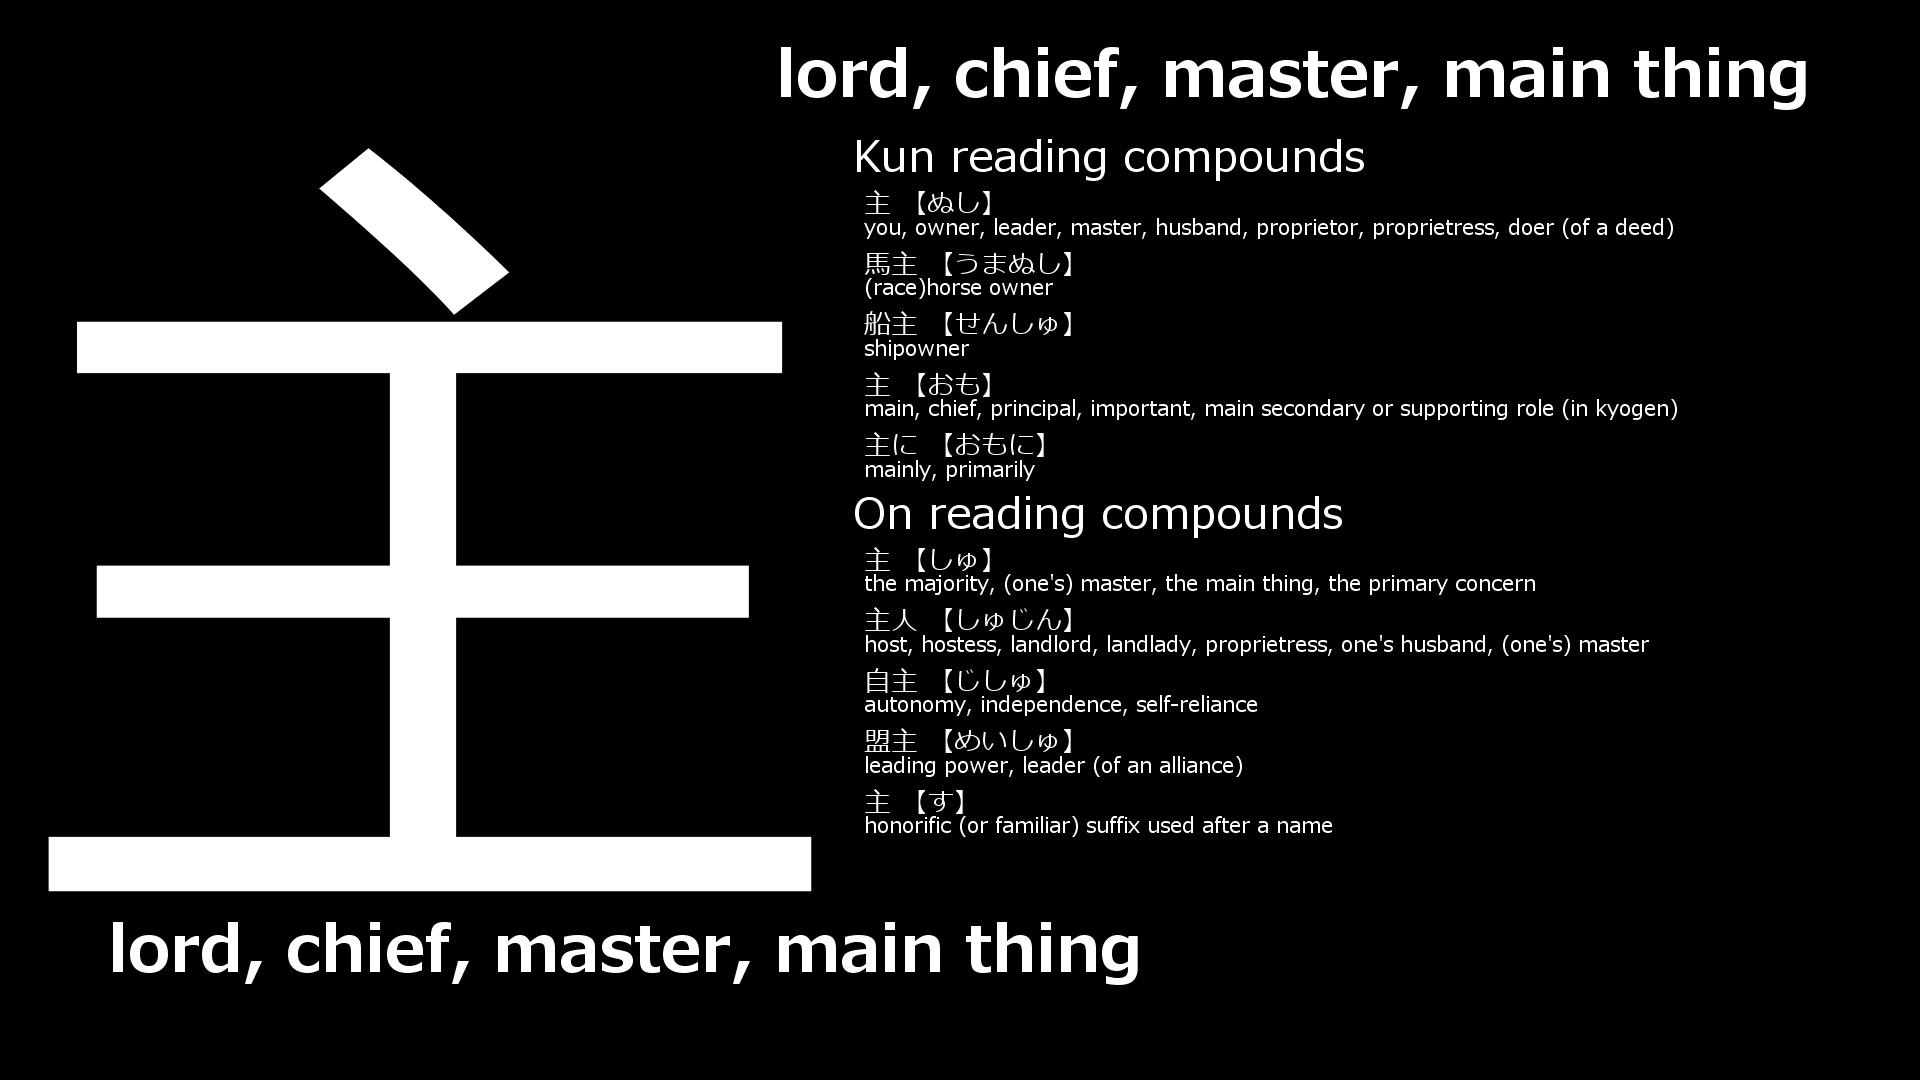 lord, chief, master, main thing
主
Kun reading compounds
主 【ぬし】
you, owner, leader, master, husband, proprietor, proprietress, doer (of a deed)
馬主 【うまぬし】
(race)horse owner
船主 【せんしゅ】
shipowner
主 【おも】
main, chief, principal, important, main secondary or supporting role (in kyogen)
主に 【おもに】
mainly, primarily
On reading compounds
主 【しゅ】
the majority, (one's) master, the main thing, the primary concern
主人 【しゅじん】
host, hostess, landlord, landlady, proprietress, one's husband, (one's) master
自主 【じしゅ】
autonomy, independence, self-reliance
盟主 【めいしゅ】
leading power, leader (of an alliance)
主 【す】
honorific (or familiar) suffix used after a name
lord, chief, master, main thing